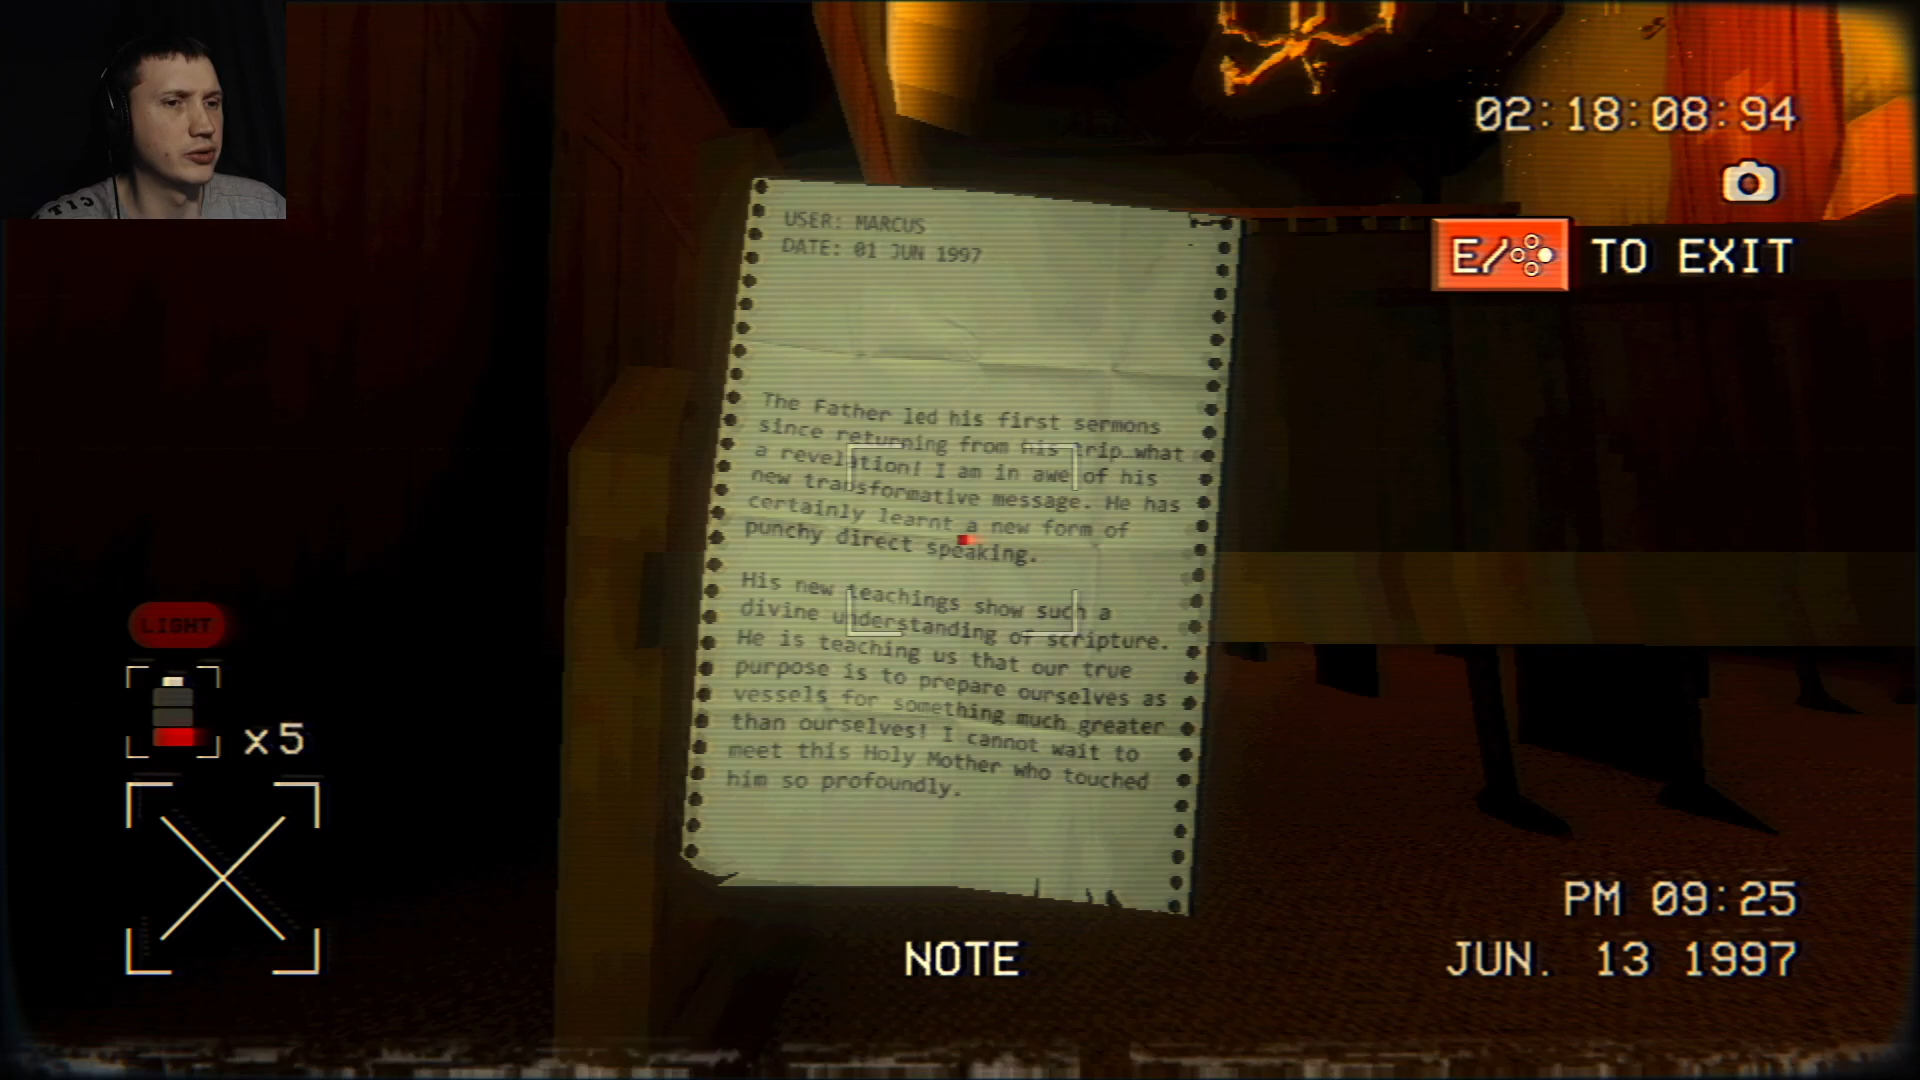 02:18:08:94
E/ TO EXIT
USER: MARCUS
DATE: 01 JUN 1997
The Father led his first sermons
since returning from his trip…what
a revelation! I am in awe of his
new transformative message. He has
certainly learnt a new form of
punchy direct speaking.
His new teachings show such a
divine understanding of scripture.
He is teaching us that our true
purpose is to prepare ourselves as
vessels for something much greater
than ourselves! I cannot wait to
meet this Holy Mother who touched
him so profoundly.
LIGHT
x5
NOTE
PM 09:25
JUN. 13 1997